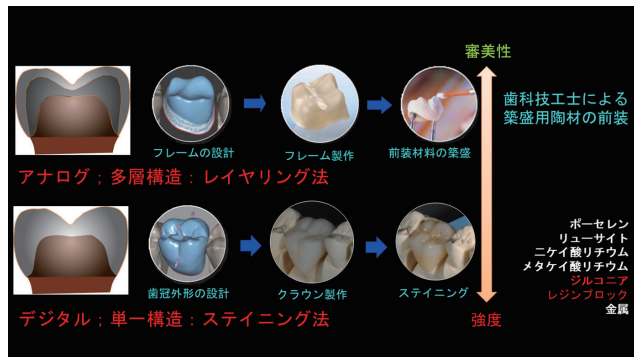 審美性
歯科技工士による
築盛用陶材の前装
フレームの設計
フレーム製作
前装材料の築盛
アナログ；多層構造：レイヤリング法
歯冠外形の設計
クラウン製作
ステイニング
デジタル；単一構造：ステイニング法
ポーセレン
リューサイト
ニケイ酸リチウム
メタケイ酸リチウム
ジルコニア
レジンブロック
金属
強度